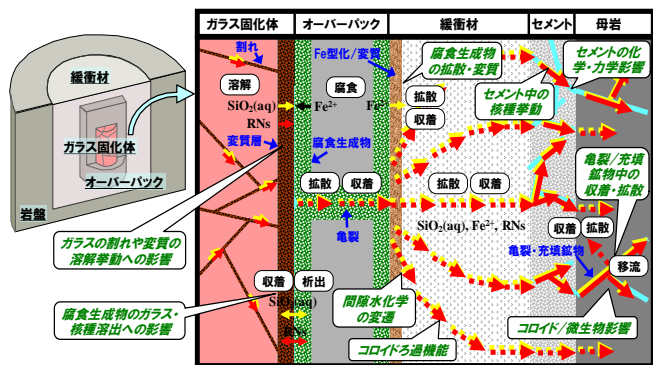 ガラス固化体
オーバーパック
緩衝材
セメント
母岩
緩衝材
ガラス固化体
オーバーパック
岩盤
割れ
Fe型化/変質
腐食生成物
の拡散・変質
セメントの化
学・力学影響
溶解
腐食
SiO₂(aq)
Fe²⁺
Fe²⁺
拡散
収着
セメント中の
核種挙動
RNs
変質層
腐食生成物
亀裂/充填
鉱物中の
収着・拡散
拡散
収着
拡散
収着
SiO₂(aq), Fe²⁺, RNs
亀裂
収着
拡散
亀裂・充填鉱物
移流
ガラスの割れや変質の
溶解挙動への影響
収着
析出
SiO₂(aq)
RNs
間隙水化学
の変遷
コロイド/微生物影響
腐食生成物のガラス・
核種溶出への影響
コロイドろ過機能